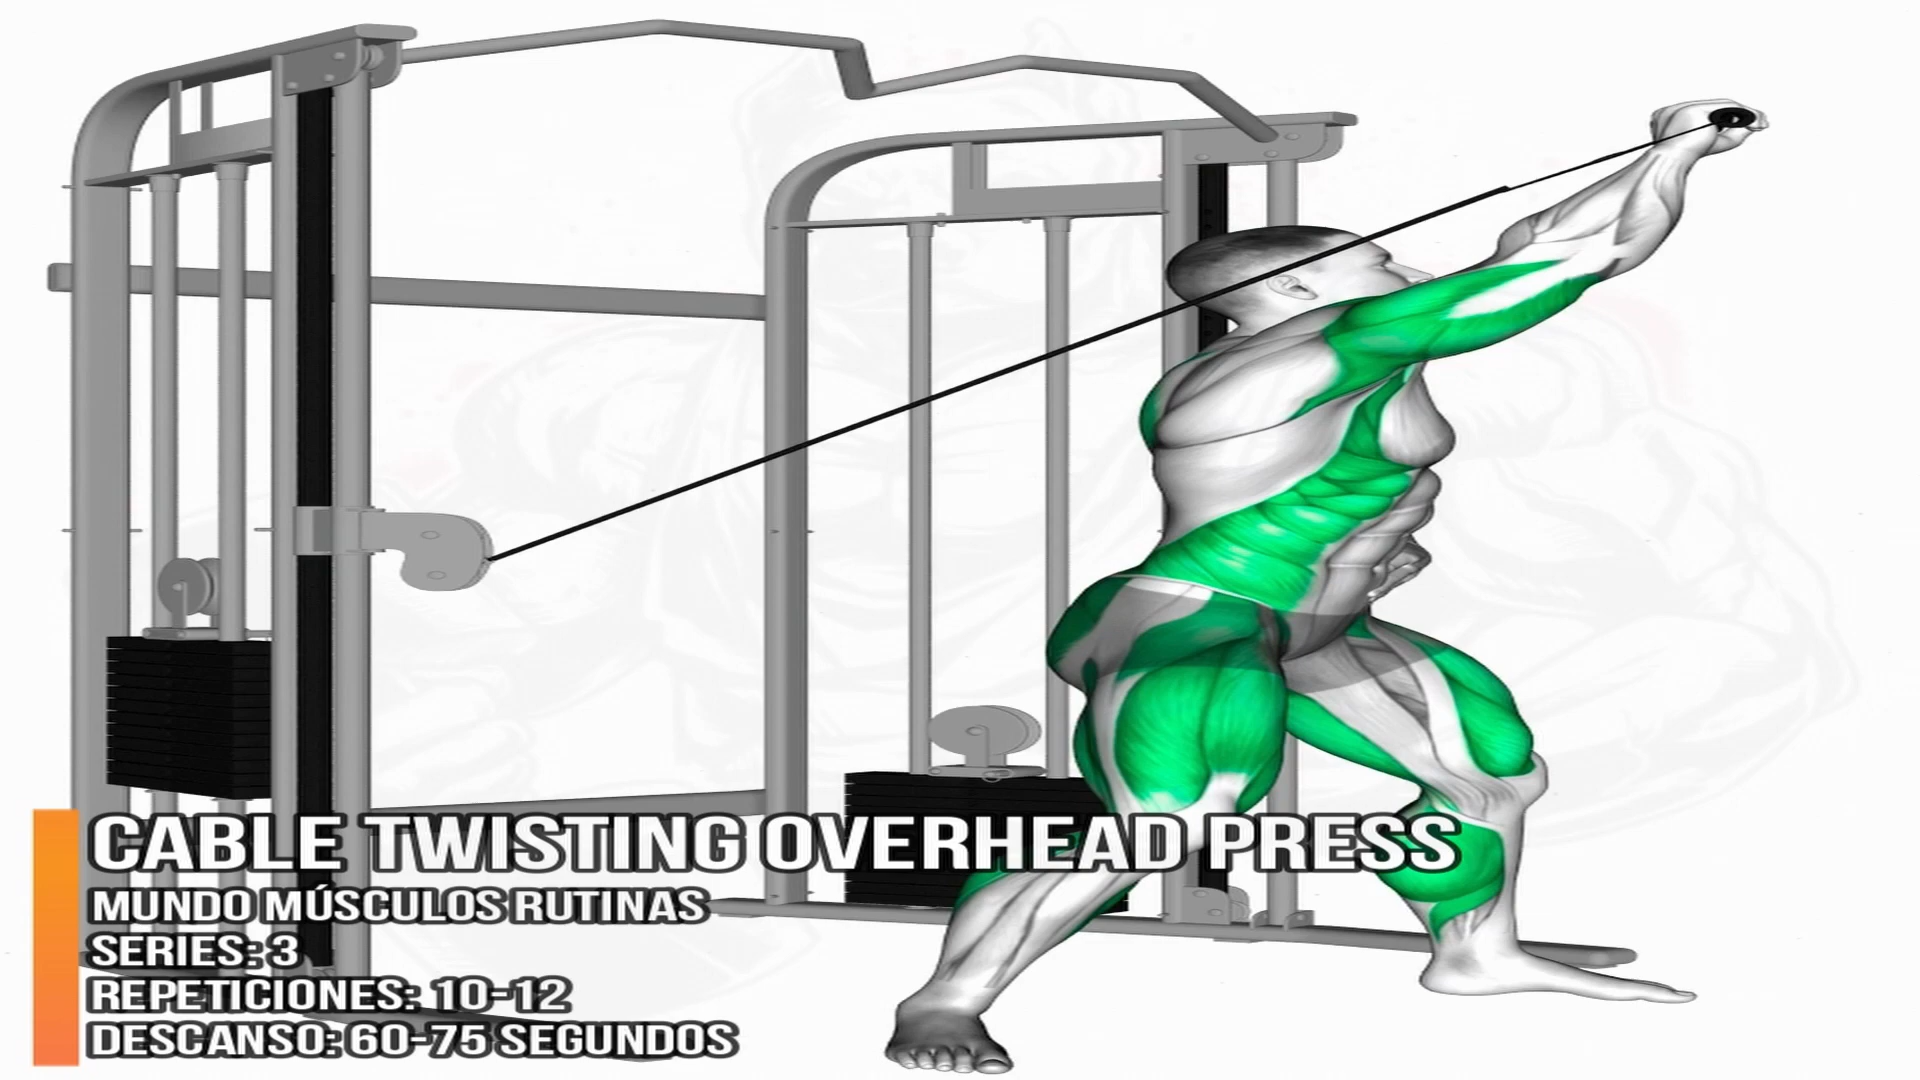 CABLE TWISTING OVERHEAD PRESS
MUNDO MÚSCULOS RUTINAS
SERIES: 3
REPETICIONES: 10-12
DESCANSO: 60-75 SEGUNDOS